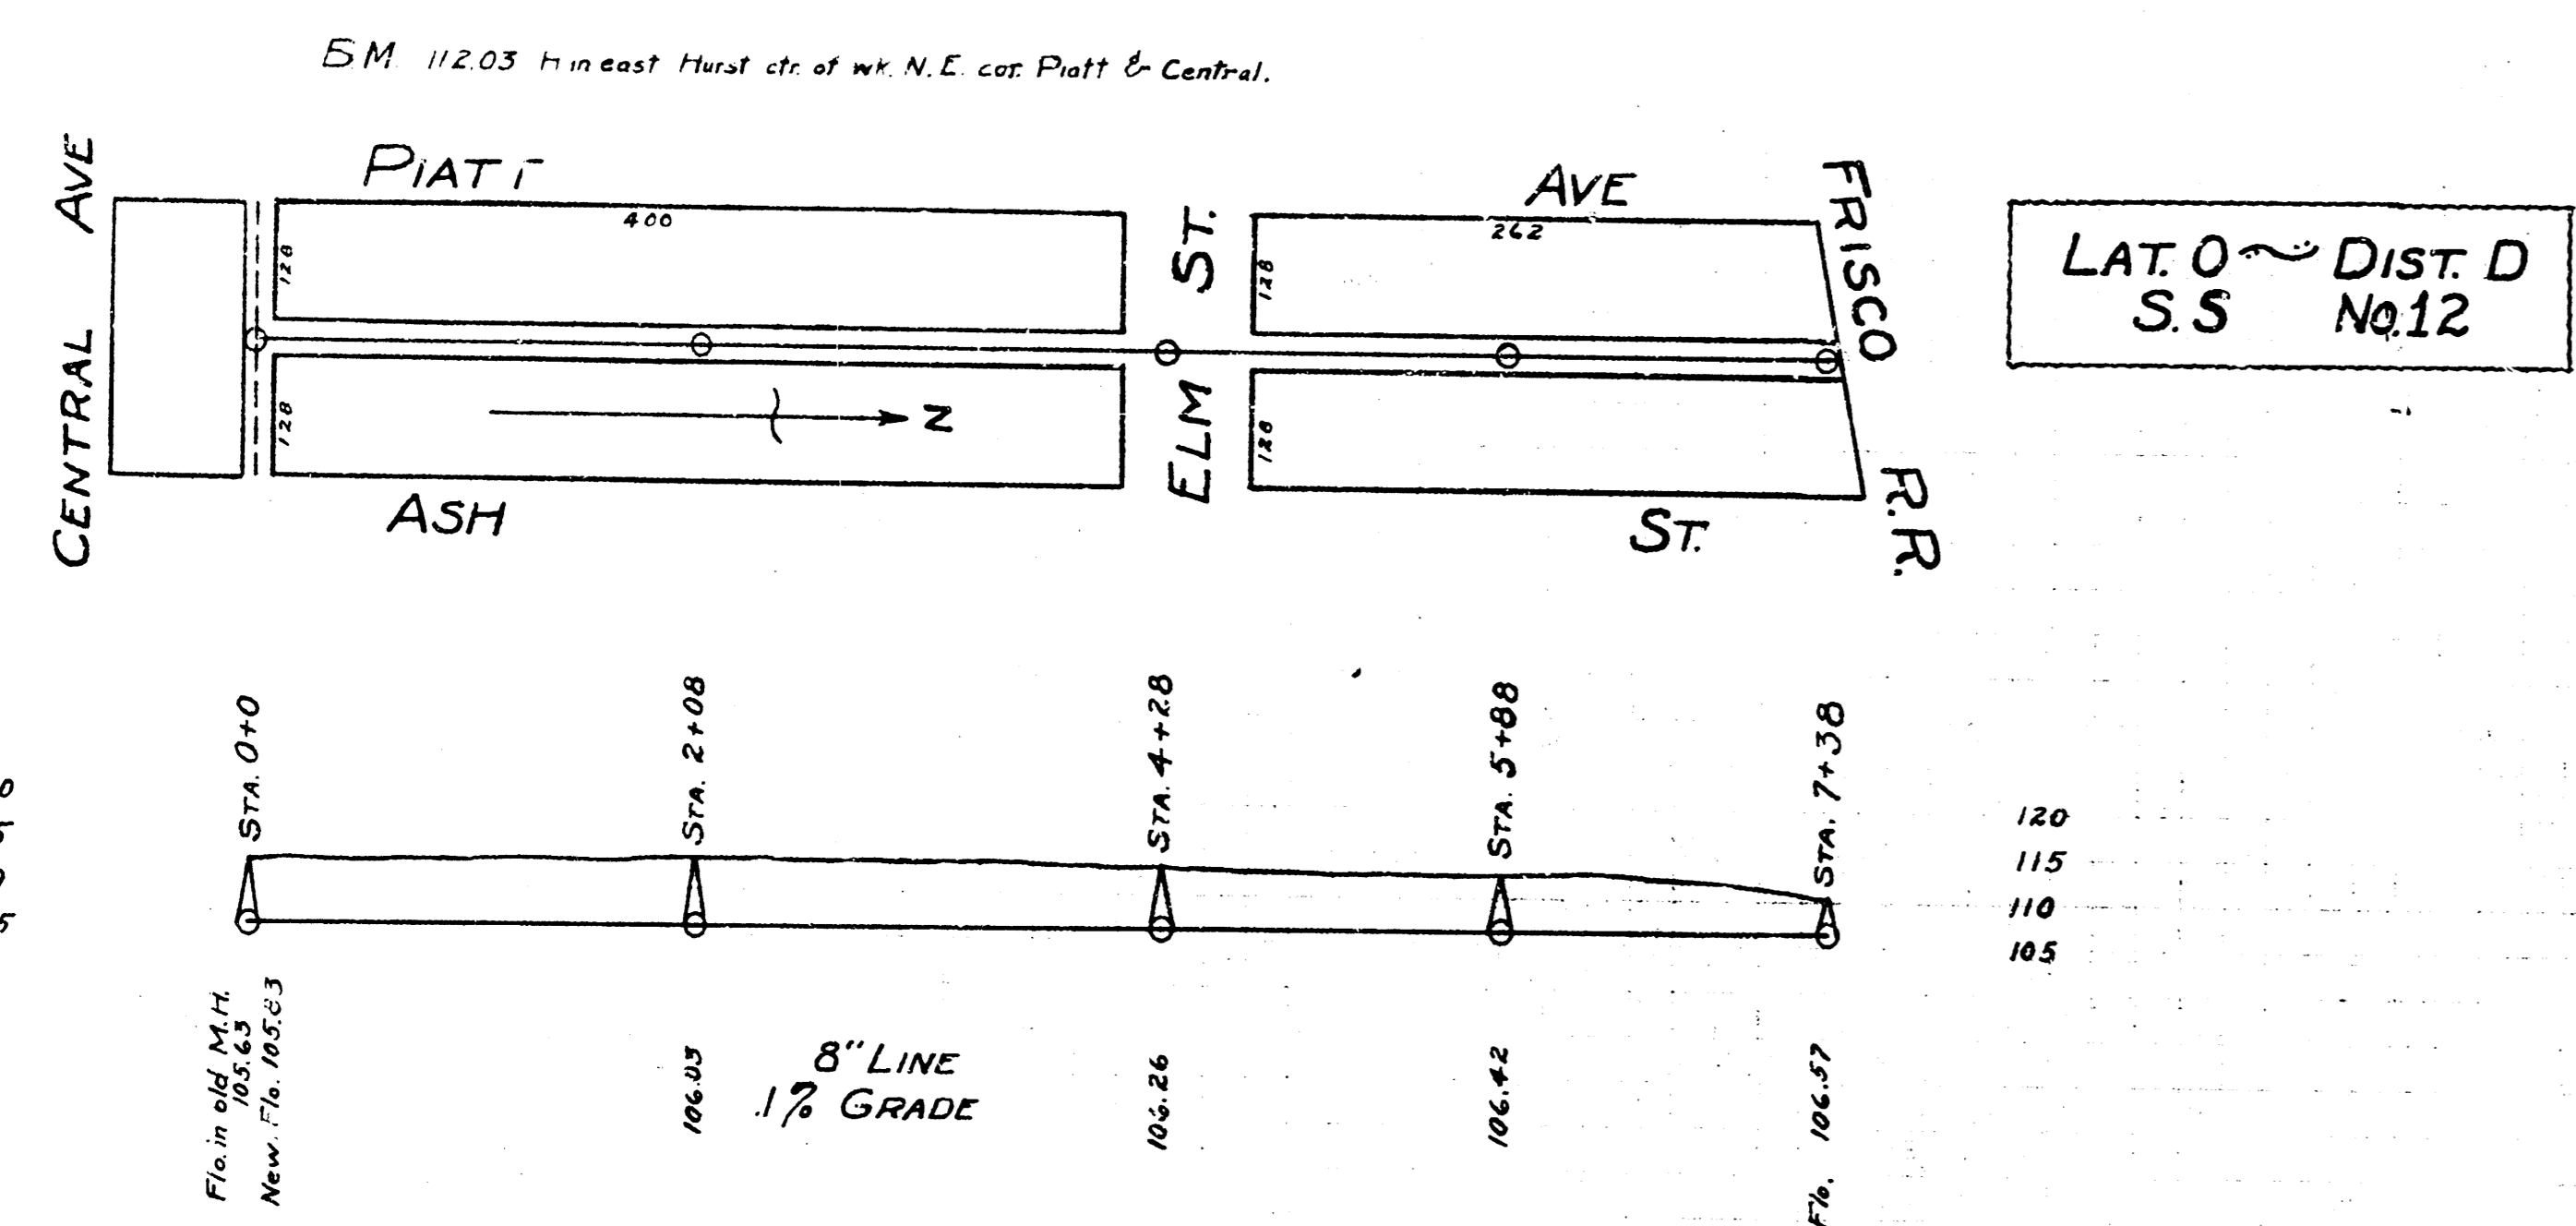 B.M. 112.03 H in east Hurst ctr. of wk. N.E. cor. Piatt & Central.
CENTRAL AVE
PIATT AVE
400
262
128
128
128
128
ELM ST.
FRISCO R.R.
N
ASH ST.
LAT. O ~ DIST. D
S.S No.12
STA. 0+0
STA. 2+08
STA. 4+28
STA. 5+88
STA. 7+38
120
115
110
105
Flo. in old M.H.
105.63
New. Flo. 105.83
106.03
8" LINE
.1% GRADE
106.26
106.42
Flo. 106.57